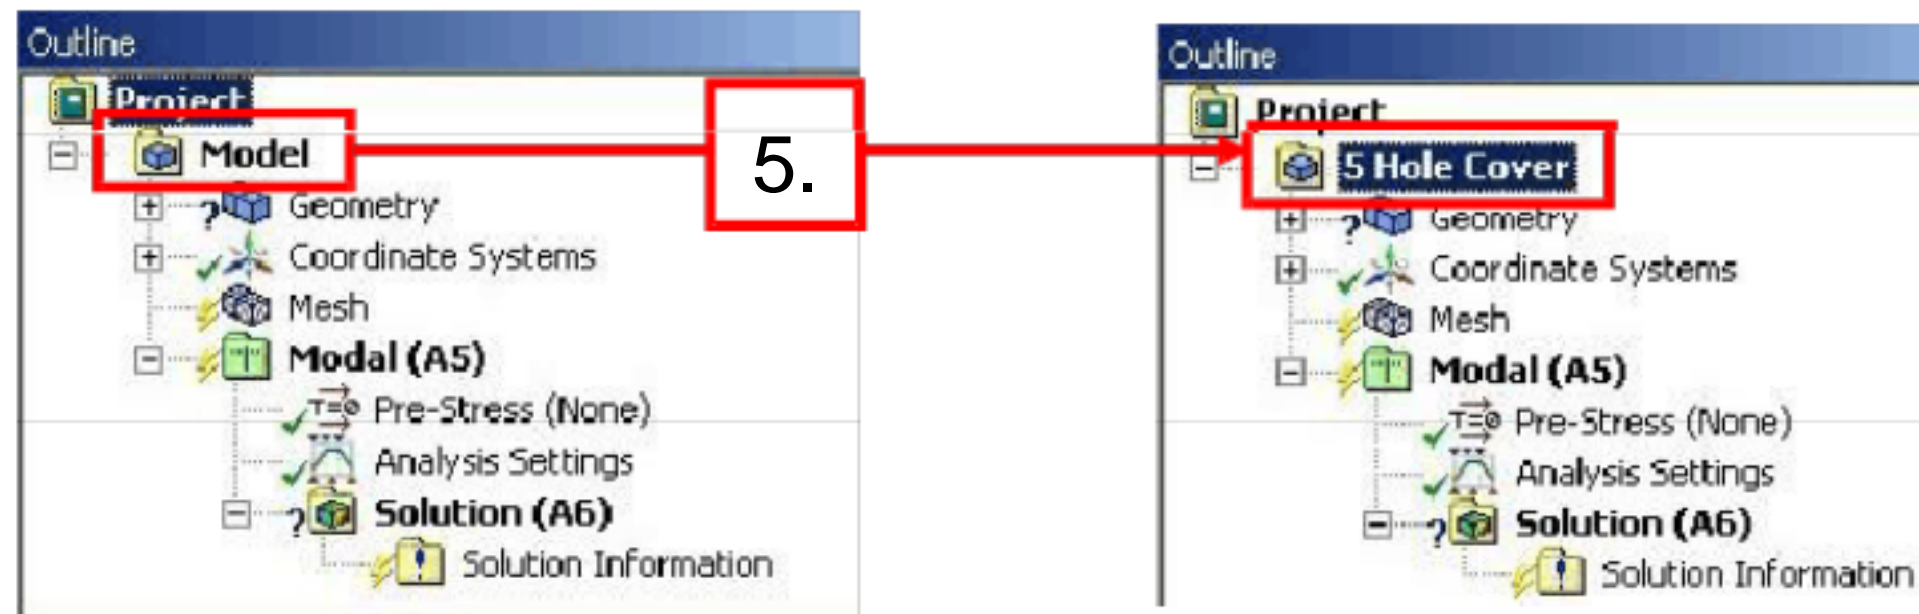 Outline
Project
Model
Geometry
Coordinate Systems
Mesh
Modal (A5)
T=0 Pre-Stress (None)
Analysis Settings
Solution (A6)
Solution Information
5.
Outline
Project
5 Hole Cover
Geometry
Coordinate Systems
Mesh
Modal (A5)
T=0 Pre-Stress (None)
Analysis Settings
Solution (A6)
Solution Information